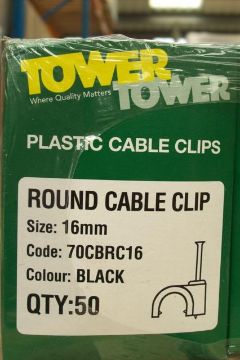 TOWER
TOWER
Where Quality Matters
PLASTIC CABLE CLIPS
ROUND CABLE CLIP
Size: 16mm
Code: 70CBRC16
Colour: BLACK
QTY:50